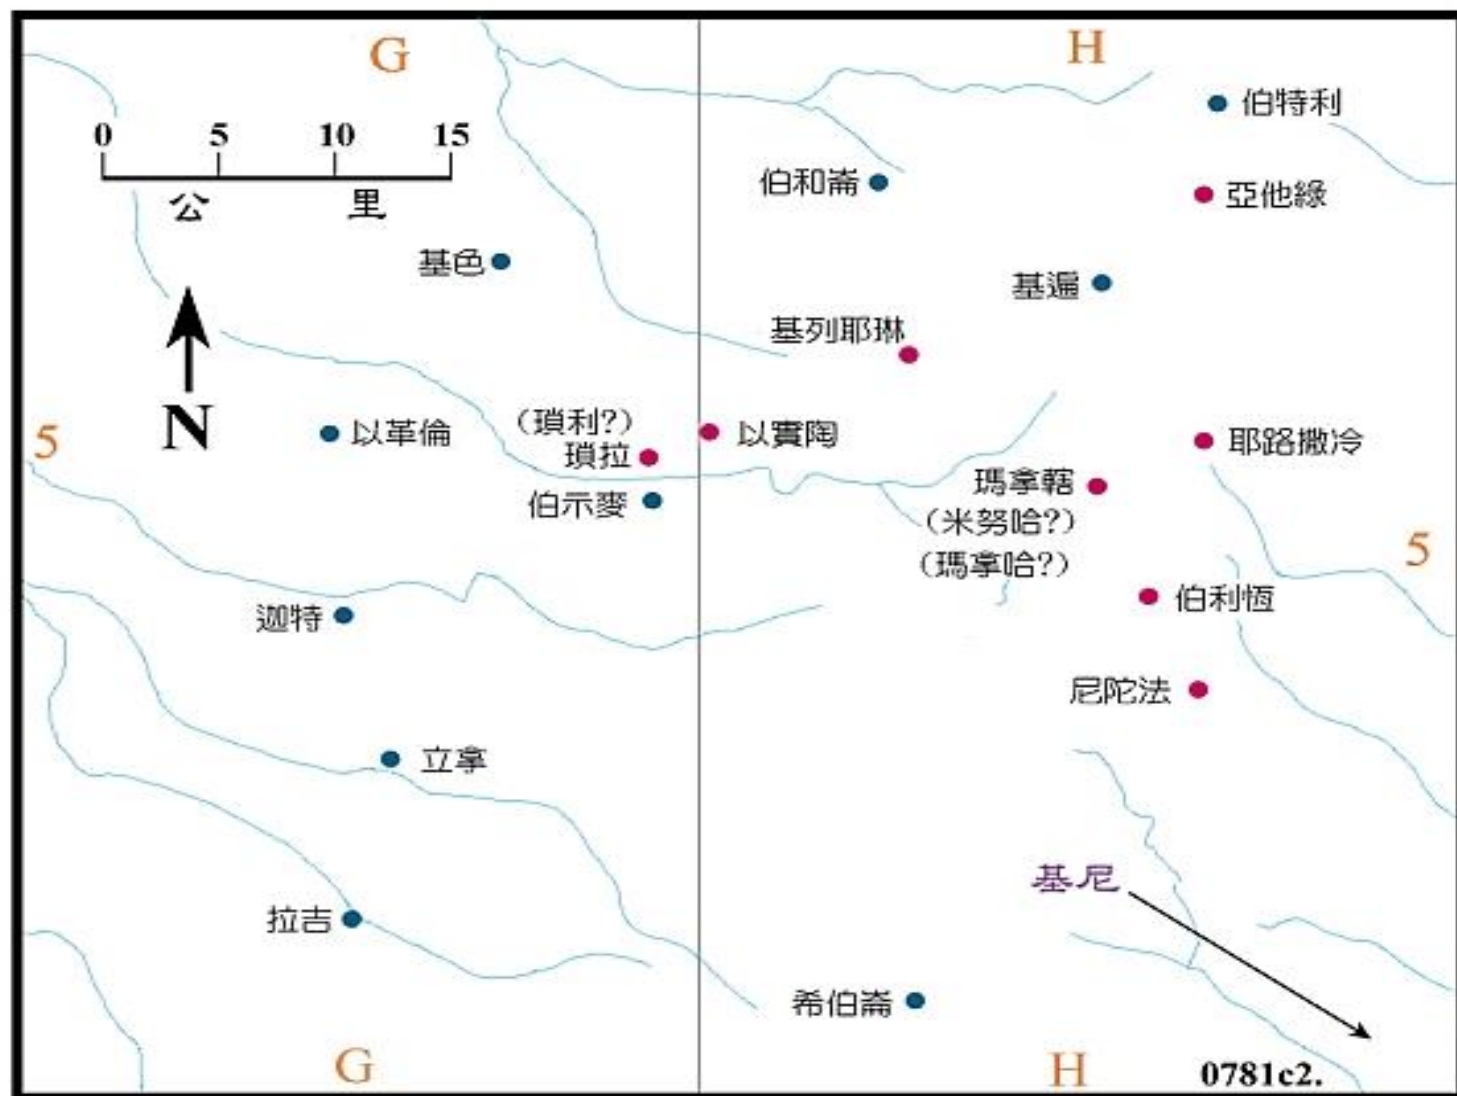 G
H
0 5 10 15
公 里
伯特利
伯和崙
亞他綠
基色
基遍
基列耶琳
N
5
以革倫
(瑣利?)
瑣拉
以實陶
耶路撒冷
伯示麥
瑪拿轄
(米努哈?)
(瑪拿哈?)
5
迦特
伯利恆
尼陀法
立拿
基尼
拉吉
希伯崙
G
H
0781c2.